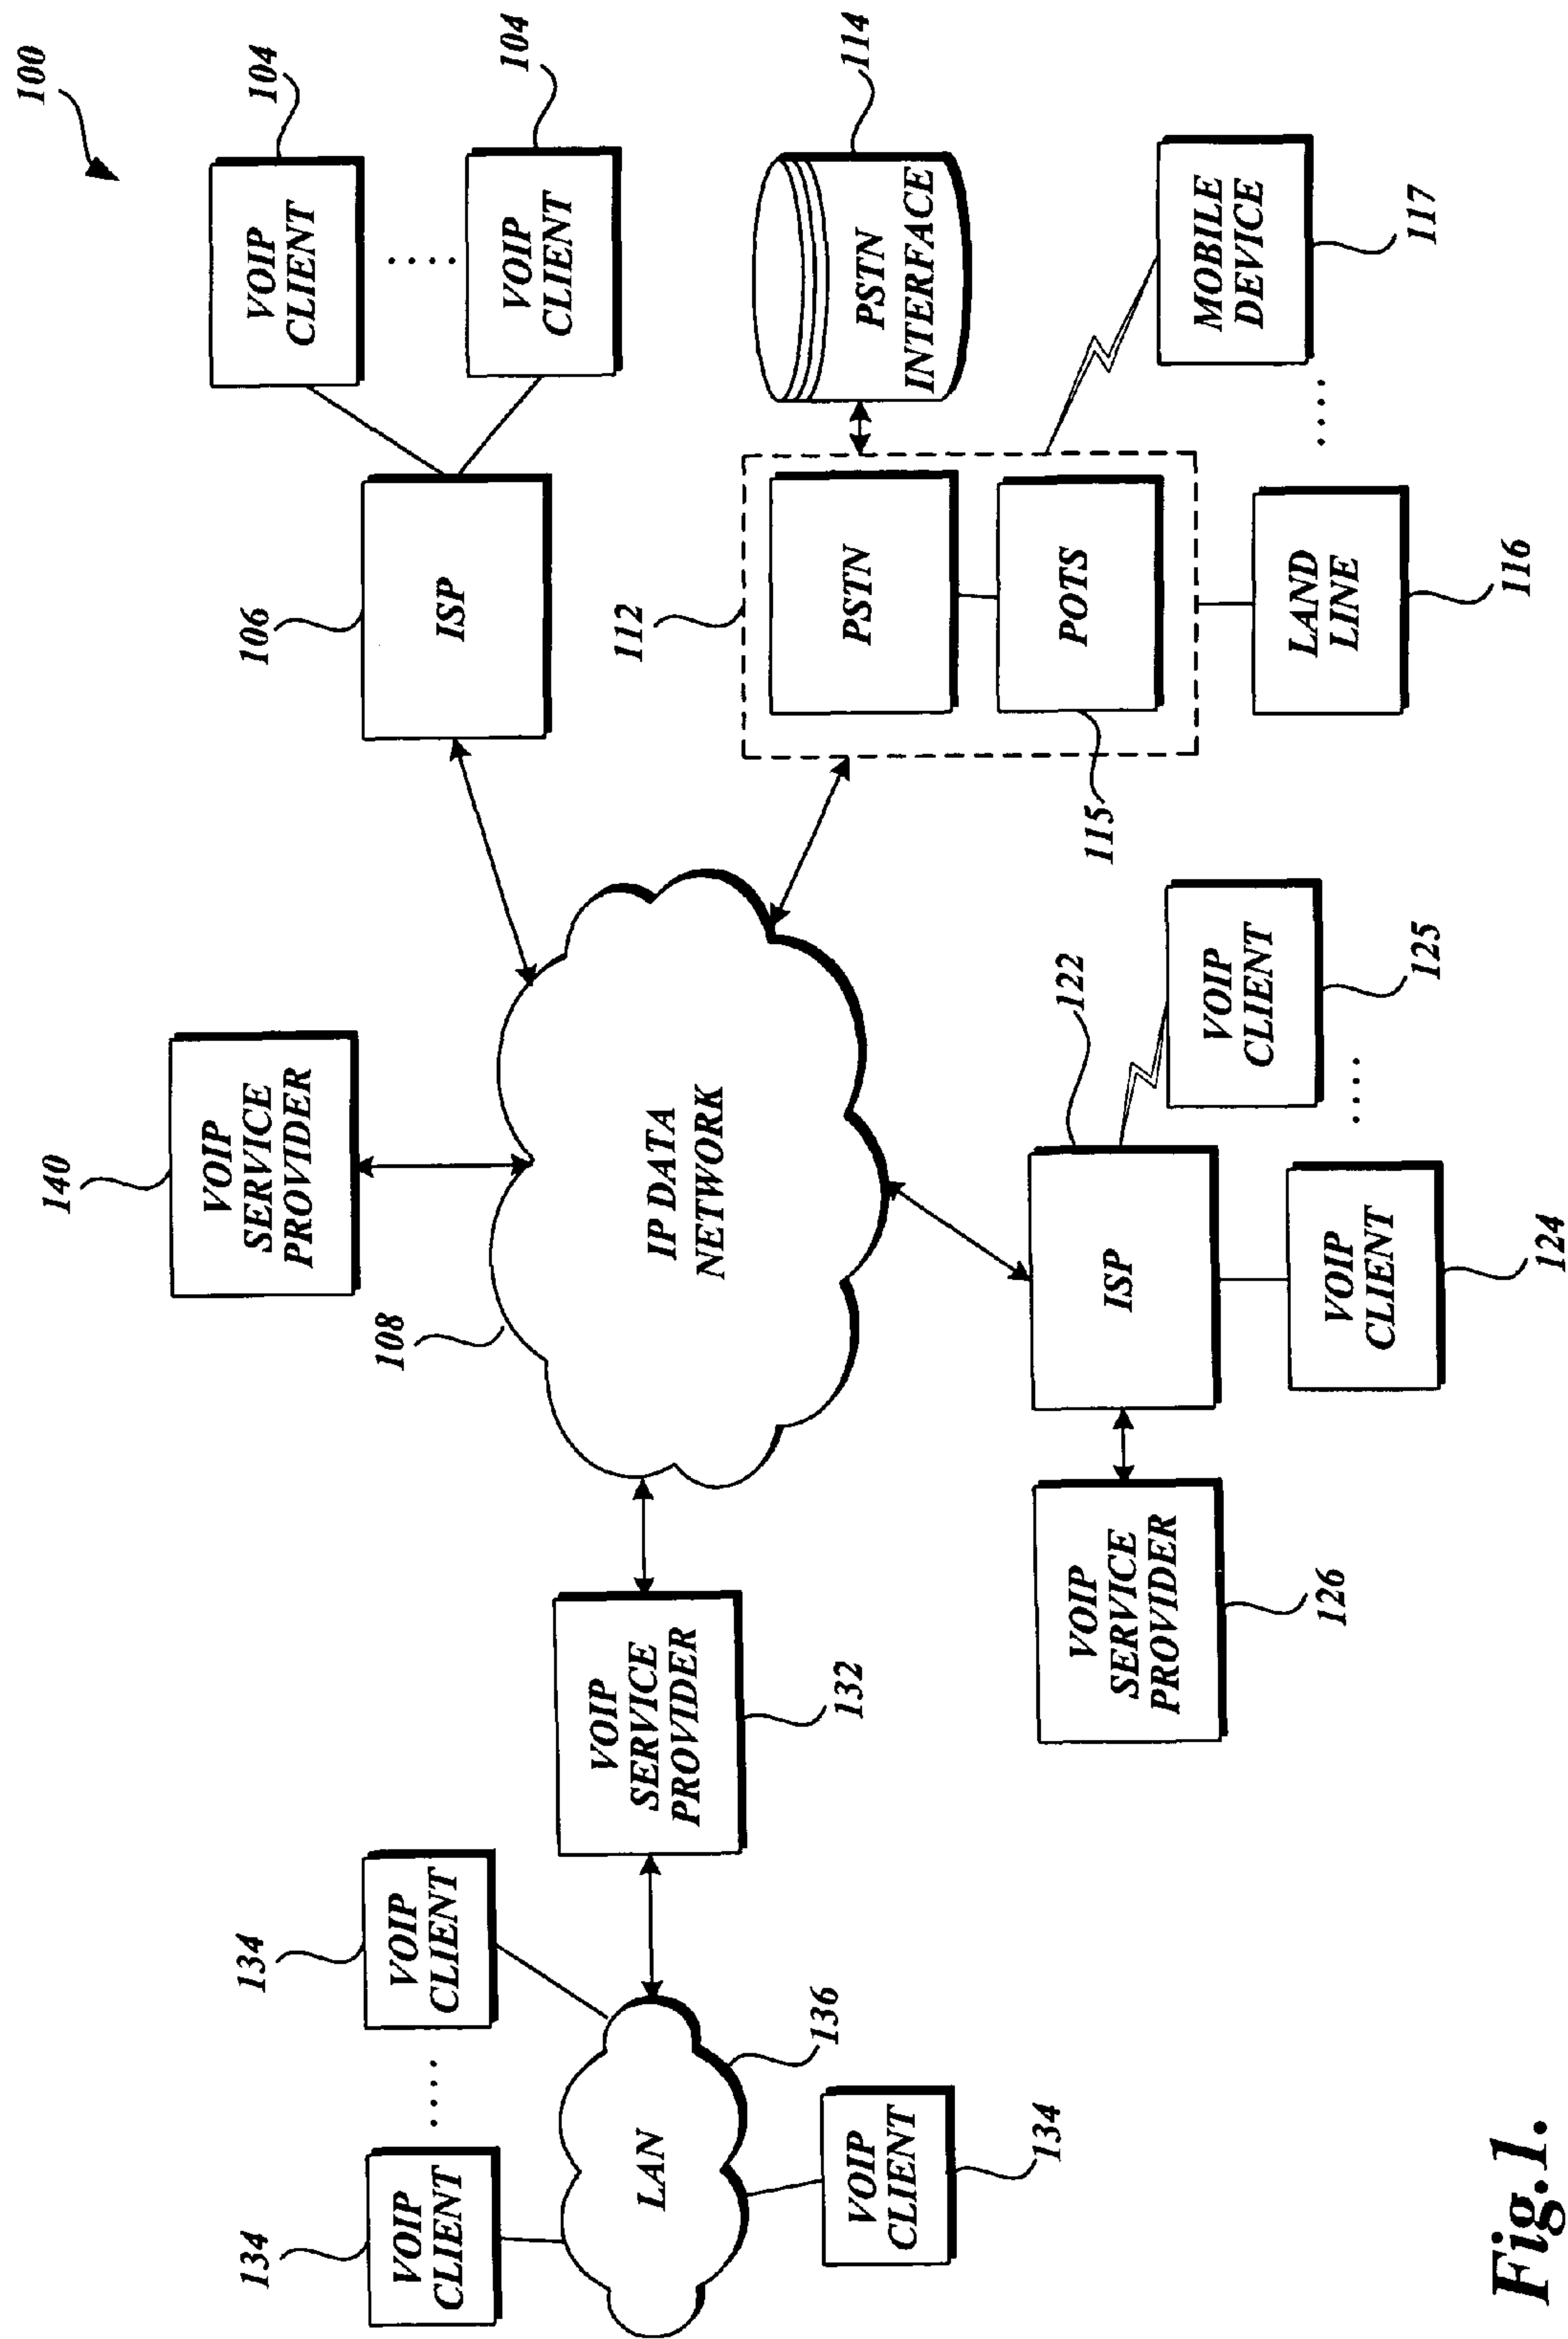 100
140
VOIP
SERVICE
PROVIDER
106
ISP
104
VOIP
CLIENT
....
104
VOIP
CLIENT
134
VOIP
CLIENT
....
134
VOIP
CLIENT
LAN
136
VOIP
CLIENT
134
VOIP
SERVICE
PROVIDER
132
108
IP DATA
NETWORK
112
PSTN
POTS
115
PSTN
INTERFACE
114
LAND
LINE
116
....
MOBILE
DEVICE
117
VOIP
SERVICE
PROVIDER
126
ISP
122
VOIP
CLIENT
124
....
VOIP
CLIENT
125
Fig.1.